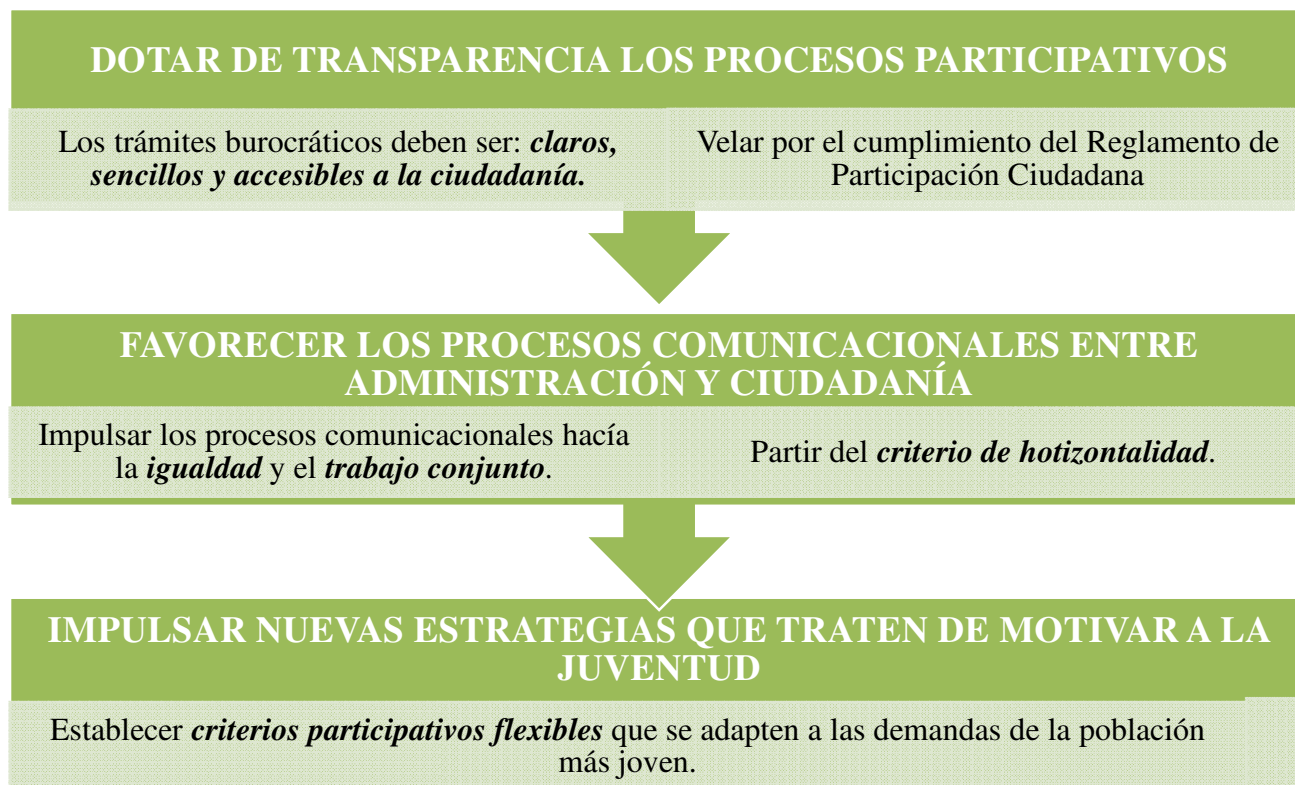 DOTAR DE TRANSPARENCIA LOS PROCESOS PARTICIPATIVOS
Los trámites burocráticos deben ser: claros,
sencillos y accesibles a la ciudadanía.
Velar por el cumplimiento del Reglamento de
Participación Ciudadana
FAVORECER LOS PROCESOS COMUNICACIONALES ENTRE
ADMINISTRACIÓN Y CIUDADANÍA
Impulsar los procesos comunicacionales hacía
la igualdad y el trabajo conjunto.
Partir del criterio de hotizontalidad.
IMPULSAR NUEVAS ESTRATEGIAS QUE TRATEN DE MOTIVAR A LA
JUVENTUD
Establecer criterios participativos flexibles que se adapten a las demandas de la población
más joven.